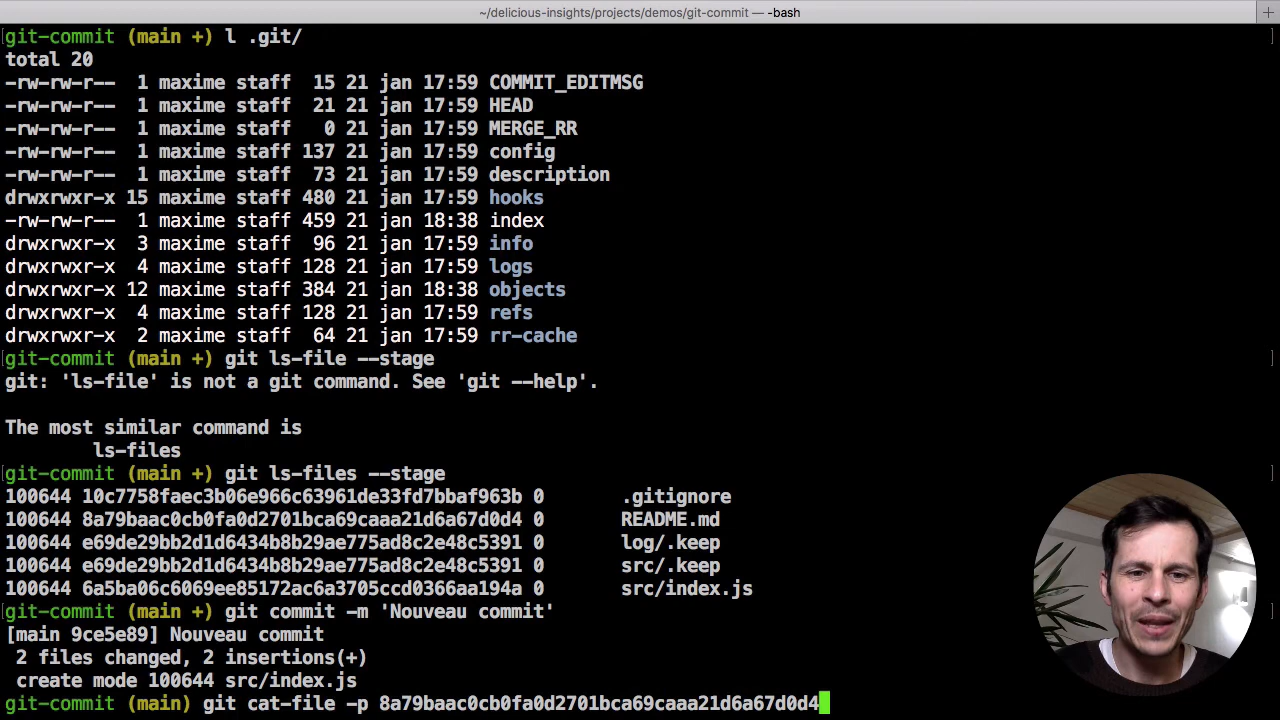 ~/delicious-insights/projects/demos/git-commit — -bash
git-commit (main +) l .git/
total 20
-rw-rw-r-- 1 maxime staff 15 21 jan 17:59 COMMIT_EDITMSG
-rw-rw-r-- 1 maxime staff 21 21 jan 17:59 HEAD
-rw-rw-r-- 1 maxime staff 0 21 jan 17:59 MERGE_RR
-rw-rw-r-- 1 maxime staff 137 21 jan 17:59 config
-rw-rw-r-- 1 maxime staff 73 21 jan 17:59 description
drwxrwxr-x 15 maxime staff 480 21 jan 17:59 hooks
-rw-rw-r-- 1 maxime staff 459 21 jan 18:38 index
drwxrwxr-x 3 maxime staff 96 21 jan 17:59 info
drwxrwxr-x 4 maxime staff 128 21 jan 17:59 logs
drwxrwxr-x 12 maxime staff 384 21 jan 18:38 objects
drwxrwxr-x 4 maxime staff 128 21 jan 17:59 refs
drwxrwxr-x 2 maxime staff 64 21 jan 17:59 rr-cache
git-commit (main +) git ls-file --stage
git: 'ls-file' is not a git command. See 'git --help'.
The most similar command is
ls-files
git-commit (main +) git ls-files --stage
100644 10c7758faec3b06e966c63961de33fd7bbaf963b 0 .gitignore
100644 8a79baac0cb0fa0d2701bca69caaa21d6a67d0d4 0 README.md
100644 e69de29bb2d1d6434b8b29ae775ad8c2e48c5391 0 log/.keep
100644 e69de29bb2d1d6434b8b29ae775ad8c2e48c5391 0 src/.keep
100644 6a5ba06c6069ee85172ac6a3705ccd0366aa194a 0 src/index.js
git-commit (main +) git commit -m 'Nouveau commit'
[main 9ce5e89] Nouveau commit
2 files changed, 2 insertions(+)
create mode 100644 src/index.js
git-commit (main) git cat-file -p 8a79baac0cb0fa0d2701bca69caaa21d6a67d0d4